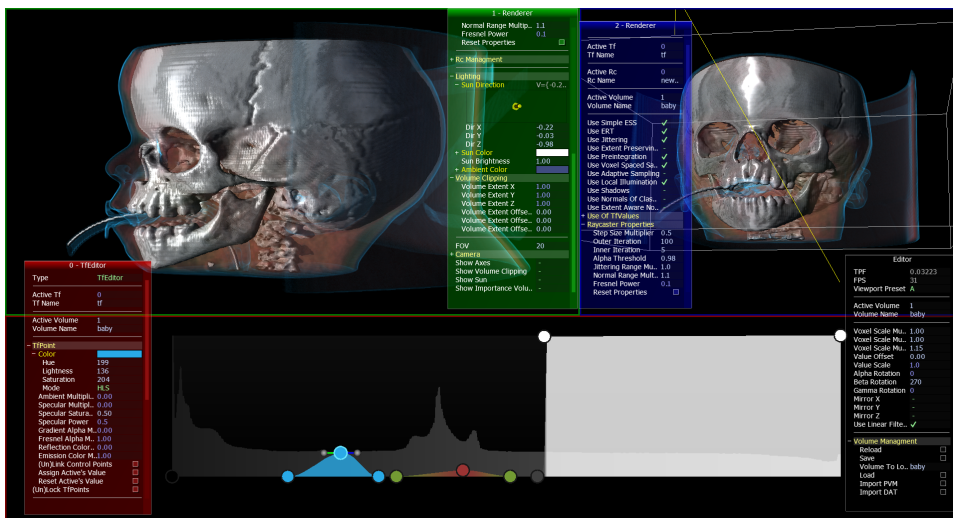 1 - Renderer
Normal Range Multip.. 1.1
Fresnel Power 0.1
Reset Properties
+ Rc Managment
- Lighting
- Sun Direction V={-0.2..
Dir X -0.22
Dir Y -0.03
Dir Z -0.98
+ Sun Color
Sun Brightness 1.00
+ Ambient Color
- Volume Clipping
Volume Extent X 1.00
Volume Extent Y 1.00
Volume Extent Z 1.00
Volume Extent Offse.. 0.00
Volume Extent Offse.. 0.00
Volume Extent Offse.. 0.00
FOV 20
+ Camera
Show Axes -
Show Volume Clipping -
Show Sun -
Show Importance Volu.. -
2 - Renderer
Active Tf 0
Tf Name tf
Active Rc 0
Rc Name new..
Active Volume 1
Volume Name baby
Use Simple ESS ✓
Use ERT ✓
Use Jittering ✓
Use Extent Preservin.. -
Use Preintegration ✓
Use Voxel Spaced Sa.. ✓
Use Adaptive Sampling -
Use Local Illumination ✓
Use Shadows -
Use Normals Of Clas.. -
Use Extent Aware No.. -
+ Use Of TfValues
- Raycaster Properties
Step Size Multiplier 0.5
Outer Iteration 100
Inner Iteration 5
Alpha Threshold 0.98
Jittering Range Mu.. 1.0
Normal Range Mult.. 1.1
Fresnel Power 0.1
Reset Properties
0 - TfEditor
Type TfEditor
Active Tf 0
Tf Name tf
Active Volume 1
Volume Name baby
- TfPoint
- Color
Hue 199
Lightness 136
Saturation 204
Mode HLS
Ambient Multipli.. 0.00
Specular Multipl.. 0.00
Specular Satura.. 0.50
Specular Power 0.5
Gradient Alpha M.. 0.00
Fresnel Alpha M.. 1.00
Reflection Color.. 0.00
Emission Color M.. 1.00
(Un)Link Control Points
Assign Active's Value
Reset Active's Value
(Un)Lock TfPoints
Editor
TPF 0.03223
FPS 31
Viewport Preset A
Active Volume 1
Volume Name baby
Voxel Scale Mu.. 1.00
Voxel Scale Mu.. 1.00
Voxel Scale Mu.. 1.15
Value Offset 0.00
Value Scale 1.0
Alpha Rotation 0
Beta Rotation 270
Gamma Rotation 0
Mirror X -
Mirror Y -
Mirror Z -
Use Linear Filte.. ✓
- Volume Managment
Reload
Save
Volume To Lo.. baby
Load
Import PVM
Import DAT